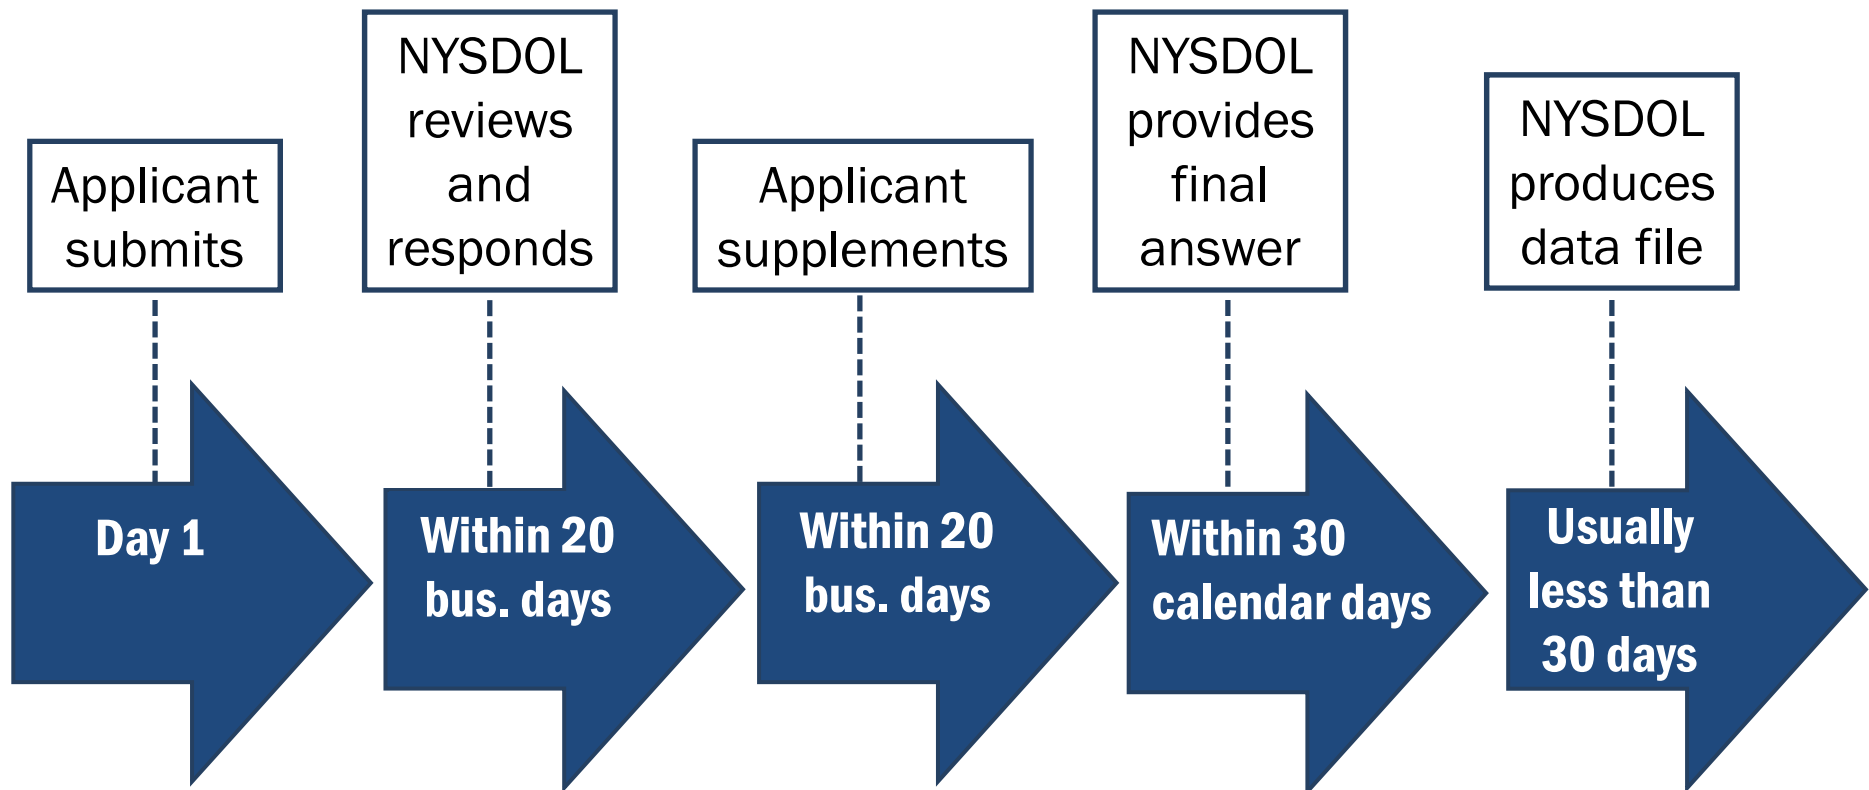 Applicant
submits
NYSDOL
reviews
and
responds
Applicant
supplements
NYSDOL
provides
final
answer
NYSDOL
produces
data file
Day 1
Within 20
bus. days
Within 20
bus. days
Within 30
calendar days
Usually
less than
30 days